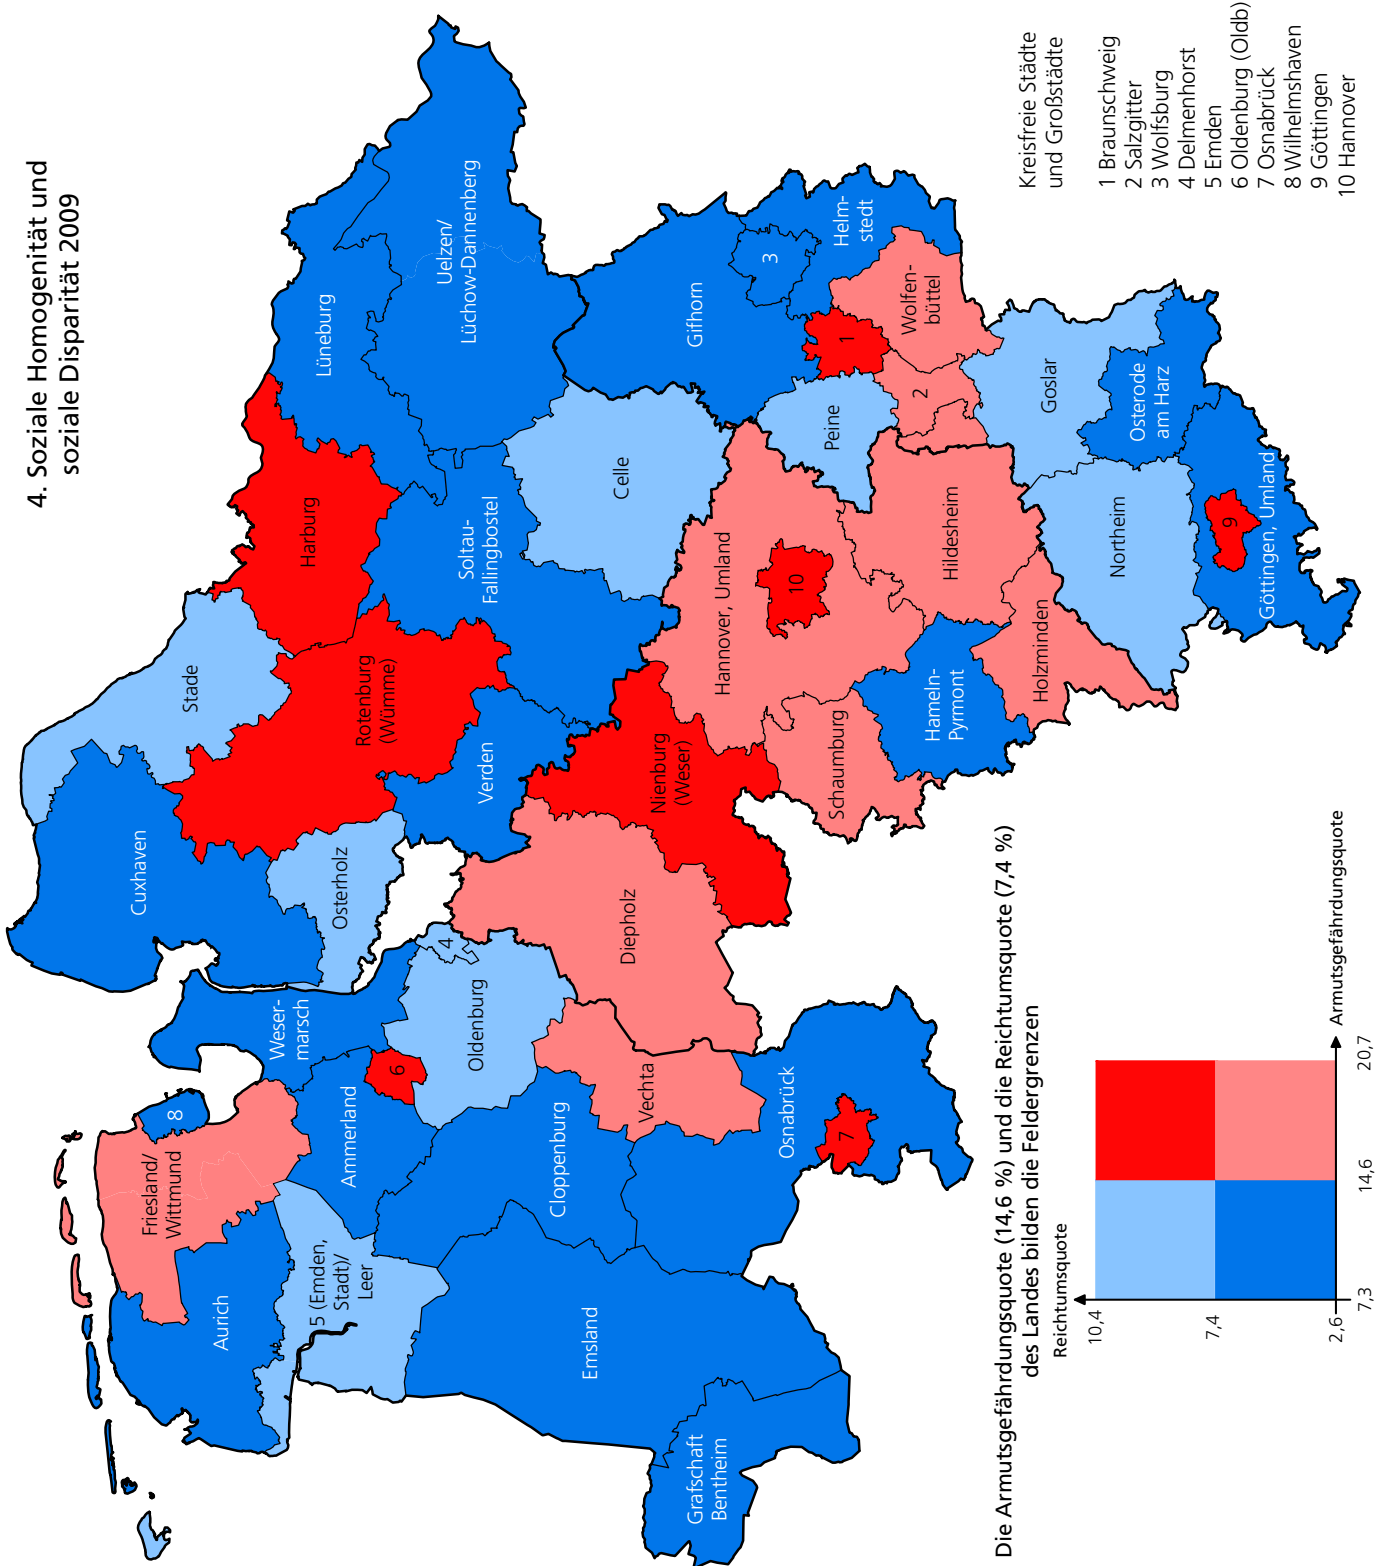 4. Soziale Homogenität und
soziale Disparität 2009
Kreisfreie Städte
und Großstädte
1 Braunschweig
2 Salzgitter
3 Wolfsburg
4 Delmenhorst
5 Emden
6 Oldenburg (Oldb)
7 Osnabrück
8 Wilhelmshaven
9 Göttingen
10 Hannover
Cuxhaven
Stade
Harburg
Lüneburg
Uelzen/
Lüchow-Dannenberg
Rotenburg
(Wümme)
Soltau-
Fallingbostel
Osterholz
Verden
Celle
Gifhorn
3
Helm-
stedt
Weser-
marsch
8
Friesland/
Wittmund
Aurich
Ammerland
6
5 (Emden,
Stadt)/
Leer
4
Oldenburg
Diepholz
Nienburg
(Weser)
Hannover, Umland
10
Peine
1
Wolfen-
büttel
2
Cloppenburg
Vechta
Emsland
Grafschaft
Bentheim
Osnabrück
7
Schaumburg
Hameln-
Pyrmont
Hildesheim
Holzminden
Goslar
Northeim
Osterode
am Harz
9
Göttingen, Umland
Die Armutsgefährdungsquote (14,6 %) und die Reichtumsquote (7,4 %)
des Landes bilden die Feldergrenzen
Reichtumsquote
10,4
7,4
2,6
7,3
14,6
20,7
Armutsgefährdungsquote